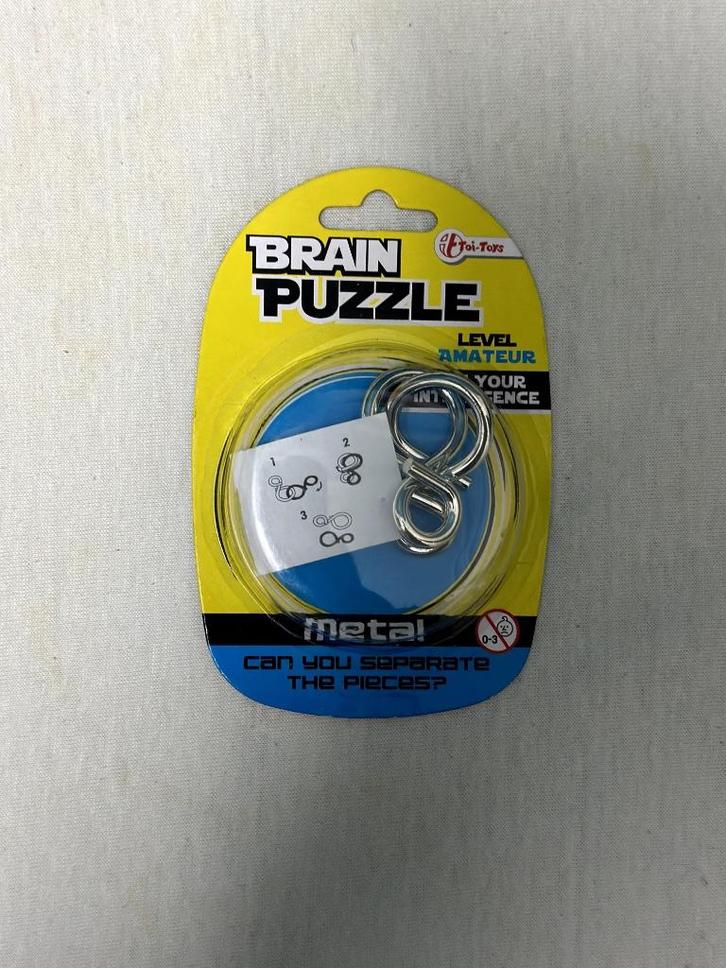 BRAIN
Toi-Toys
PUZZLE
LEVEL
AMATEUR
YOUR
1
2
3
metal
0-3
CAN YOU SEPARATE
THE PIECES?